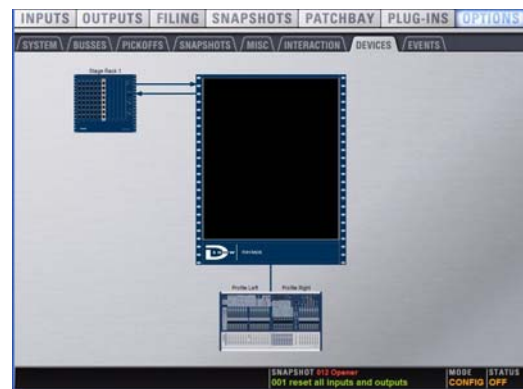 INPUTS OUTPUTS FILING SNAPSHOTS PATCHBAY PLUG-INS OPTIONS
SYSTEM BUSSES PICKOFFS SNAPSHOTS MISC INTERACTION DEVICES EVENTS
Stage Rack 1
Profile Left Profile Right
SNAPSHOT 012 Opener MODE STATUS
001 reset all inputs and outputs CONFIG OFF